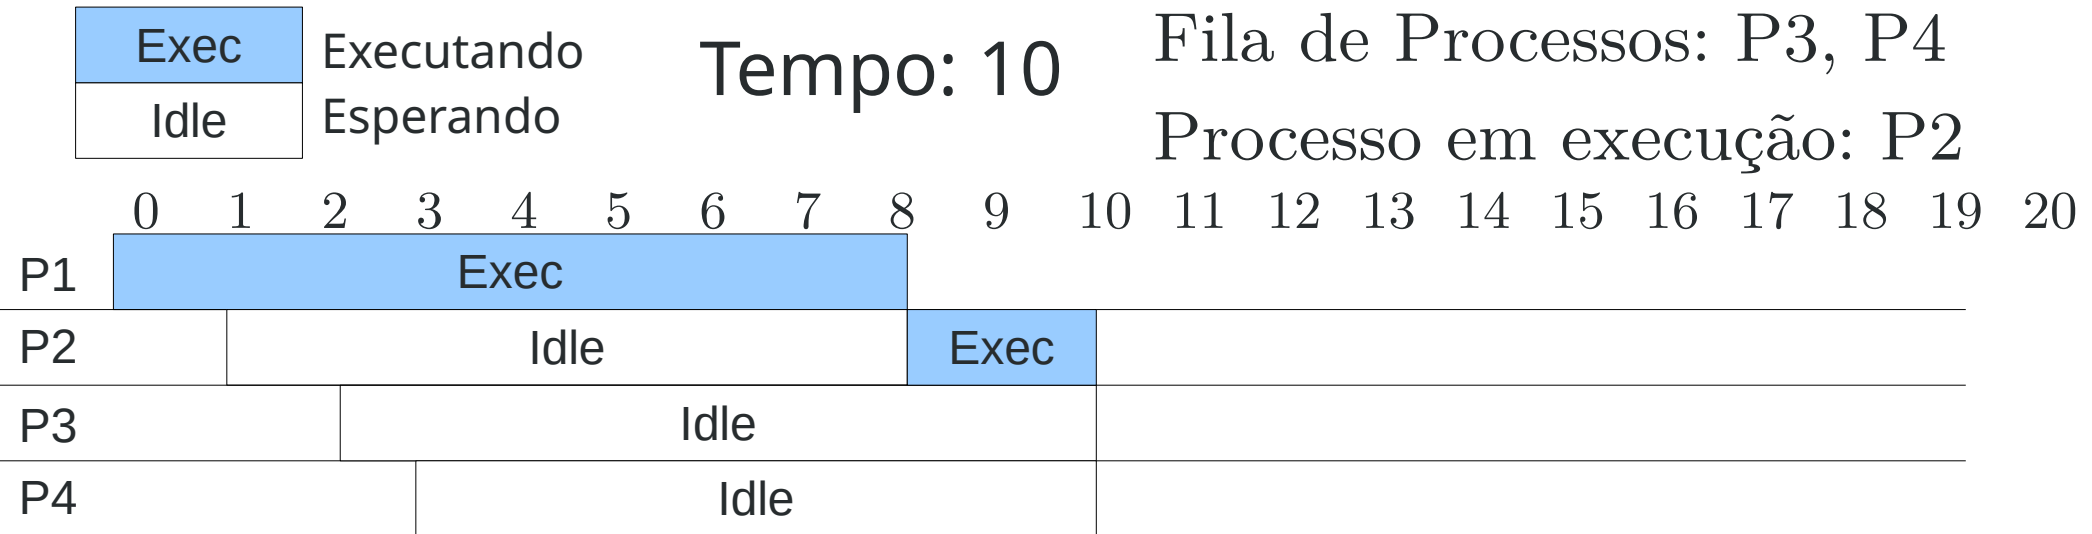 Exec Executando
Idle Esperando
Tempo: 10
Fila de Processos: P3, P4
Processo em execução: P2
0 1 2 3 4 5 6 7 8 9 10 11 12 13 14 15 16 17 18 19 20
P1 Exec
P2 Idle Exec
P3 Idle
P4 Idle